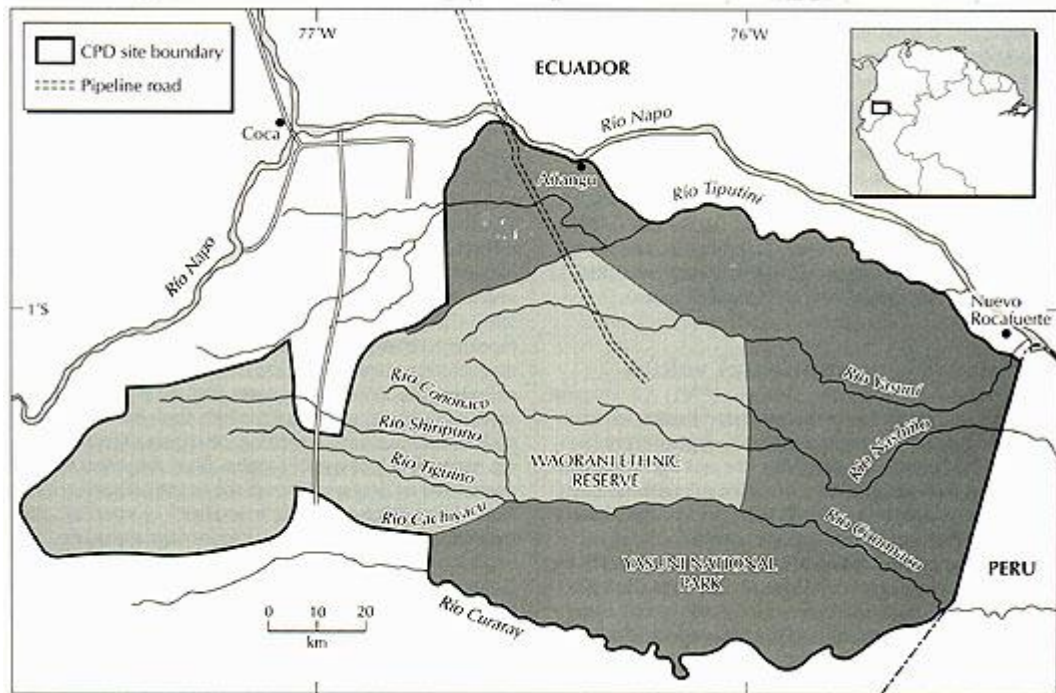 CPD site boundary
Pipeline road
77°W
76°W
ECUADOR
Coca
Río Napo
Añangu
Río Tiputini
Río Napo
1°S
Nuevo
Rocafuerte
Río Yasuní
Río Cononaco
Río Shiripuno
Río Nashiño
WAORANI ETHNIC
RESERVE
Río Tiguino
Río Cachiyacu
Río Cononaco
YASUNI NATIONAL
PARK
PERU
0 10 20
km
Río Curaray